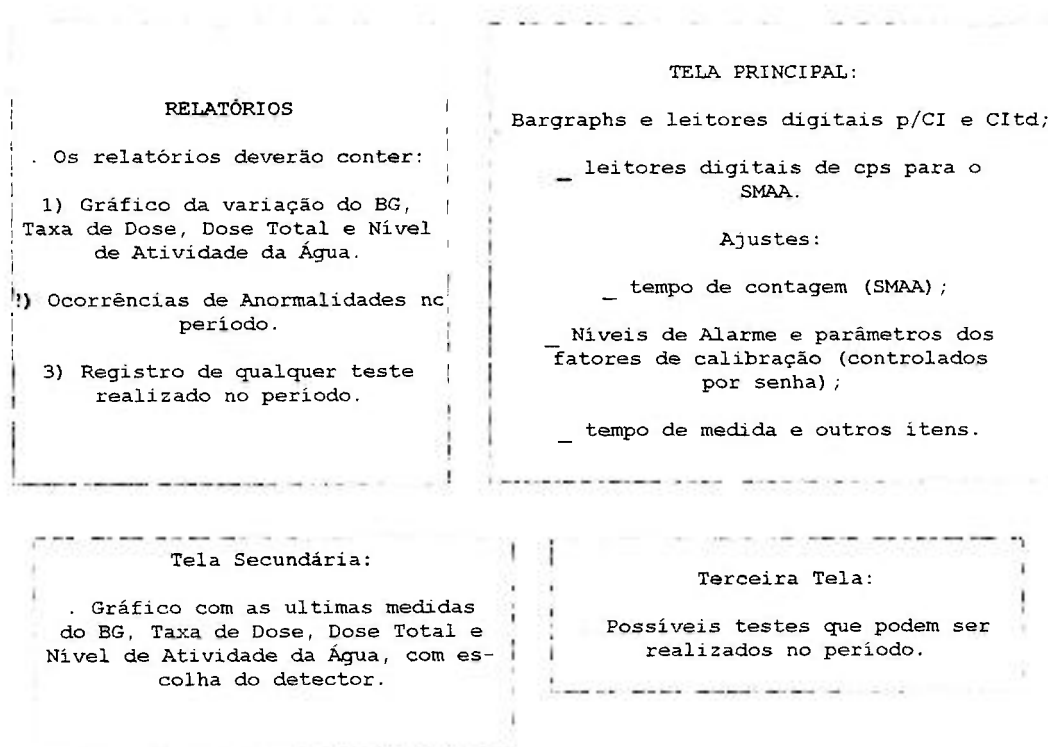 RELATÓRIOS
. Os relatórios deverão conter:
1) Gráfico da variação do BG,
Taxa de Dose, Dose Total e Nível
de Atividade da Água.
!) Ocorrências de Anormalidades nc
período.
3) Registro de qualquer teste
realizado no período.
TELA PRINCIPAL:
Bargraphs e leitores digitais p/CI e CItd;
_ leitores digitais de cps para o
SMAA.
Ajustes:
_ tempo de contagem (SMAA);
_ Níveis de Alarme e parâmetros dos
fatores de calibração (controlados
por senha);
_ tempo de medida e outros ítens.
Tela Secundária:
. Gráfico com as ultimas medidas
do BG, Taxa de Dose, Dose Total e
Nível de Atividade da Água, com es-
colha do detector.
Terceira Tela:
Possíveis testes que podem ser
realizados no período.